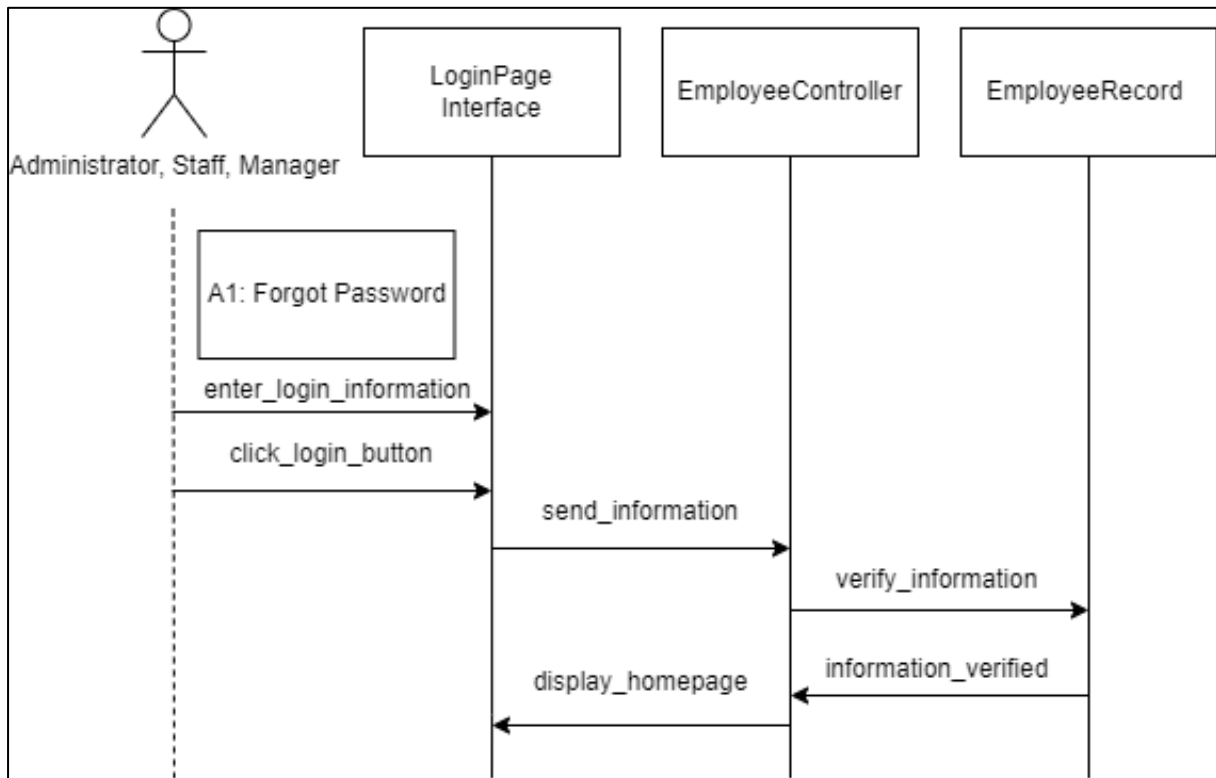 LoginPage
Interface
EmployeeController
EmployeeRecord
Administrator, Staff, Manager
A1: Forgot Password
enter_login_information
click_login_button
send_information
verify_information
information_verified
display_homepage